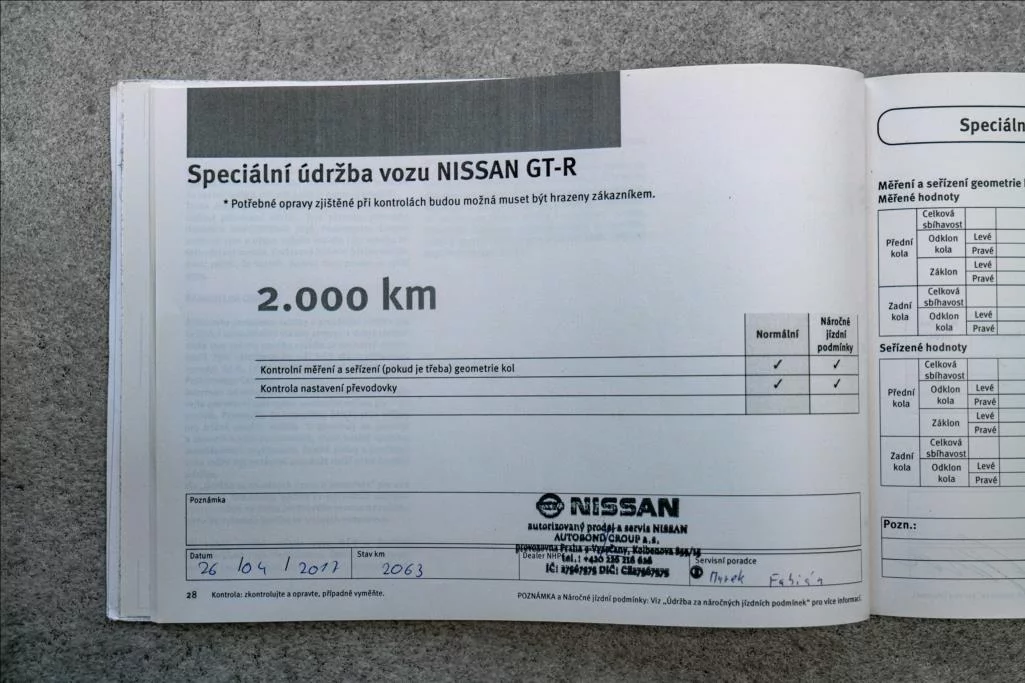 Speciální údržba vozu NISSAN GT-R
* Potřebné opravy zjištěné při kontrolách budou možná muset být hrazeny zákazníkem.
2.000 km
Normální
Náročné
jízdní
podmínky
Kontrolní měření a seřízení (pokud je třeba) geometrie kol ✓ ✓
Kontrola nastavení převodovky ✓ ✓
Poznámka
NISSAN
autorizovaný prodej a servis NISSAN
AUTOBOND GROUP a.s.
provozovna Praha 9-Vysočany, Kolbenova
Dealer NHP
Datum
26 /04 / 2017
Stav km
2063
Servisní poradce
Marek Fabián
28 Kontrola: zkontrolujte a opravte, případně vyměňte.
POZNÁMKA a Náročné jízdní podmínky: Viz „Údržba za náročných jízdních podmínek“ pro více informací.
Speciáln
Měření a seřízení geometrie
Měřené hodnoty
Přední
kola
Celková
sbíhavost
Odklon
kola
Levé
Pravé
Záklon
Levé
Pravé
Zadní
kola
Celková
sbíhavost
Odklon
kola
Levé
Pravé
Seřízené hodnoty
Přední
kola
Celková
sbíhavost
Odklon
kola
Levé
Pravé
Záklon
Levé
Pravé
Zadní
kola
Celková
sbíhavost
Odklon
kola
Levé
Pravé
Pozn.: